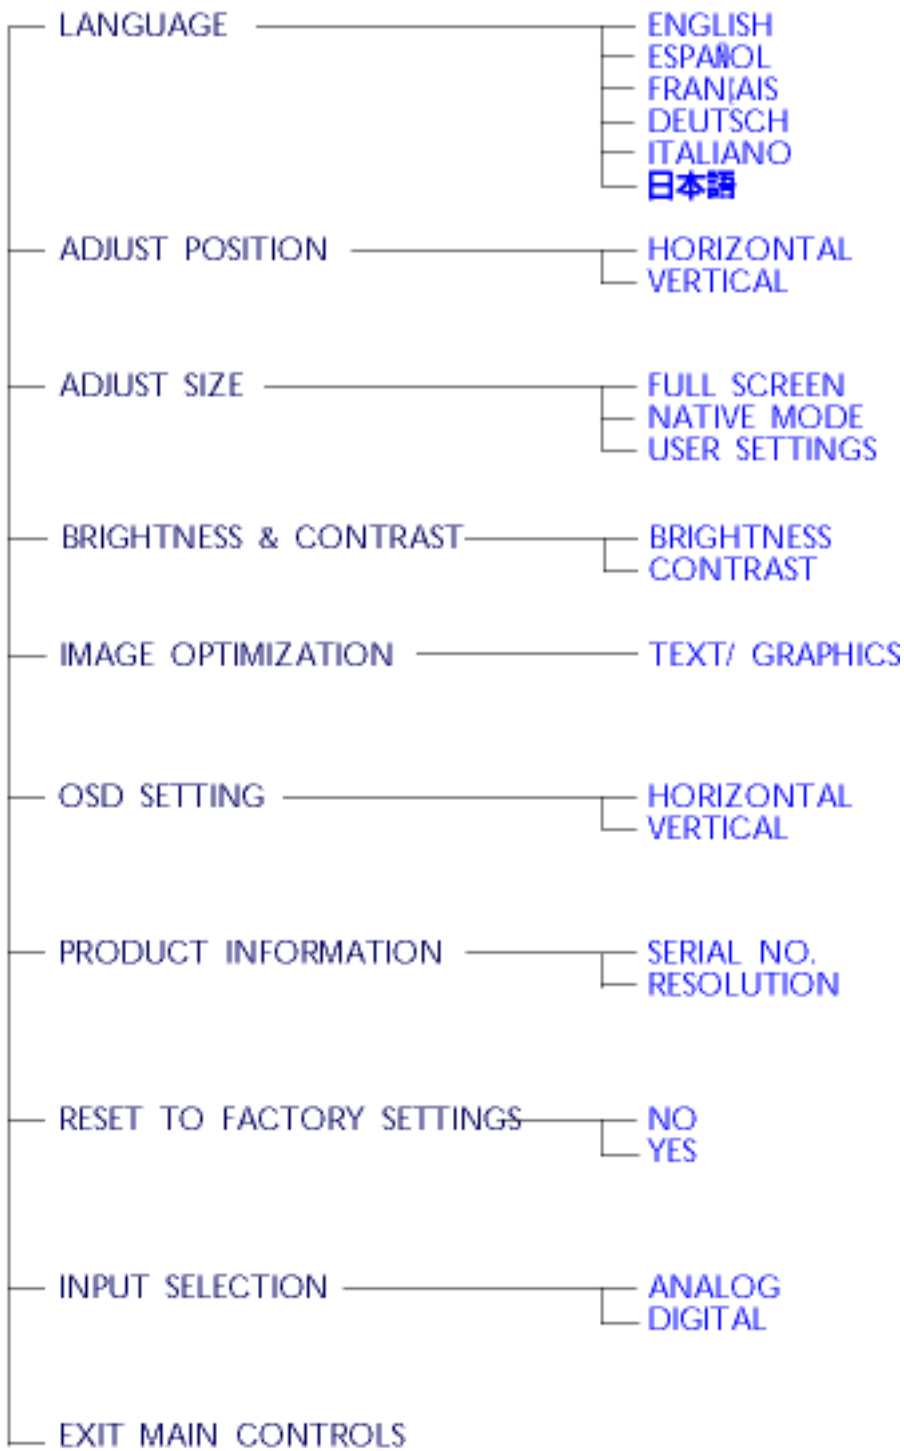 LANGUAGE ENGLISH
ESPAÑOL
FRANÇAIS
DEUTSCH
ITALIANO
日本語
ADJUST POSITION HORIZONTAL
VERTICAL
ADJUST SIZE FULL SCREEN
NATIVE MODE
USER SETTINGS
BRIGHTNESS & CONTRAST BRIGHTNESS
CONTRAST
IMAGE OPTIMIZATION TEXT/ GRAPHICS
OSD SETTING HORIZONTAL
VERTICAL
PRODUCT INFORMATION SERIAL NO.
RESOLUTION
RESET TO FACTORY SETTINGS NO
YES
INPUT SELECTION ANALOG
DIGITAL
EXIT MAIN CONTROLS